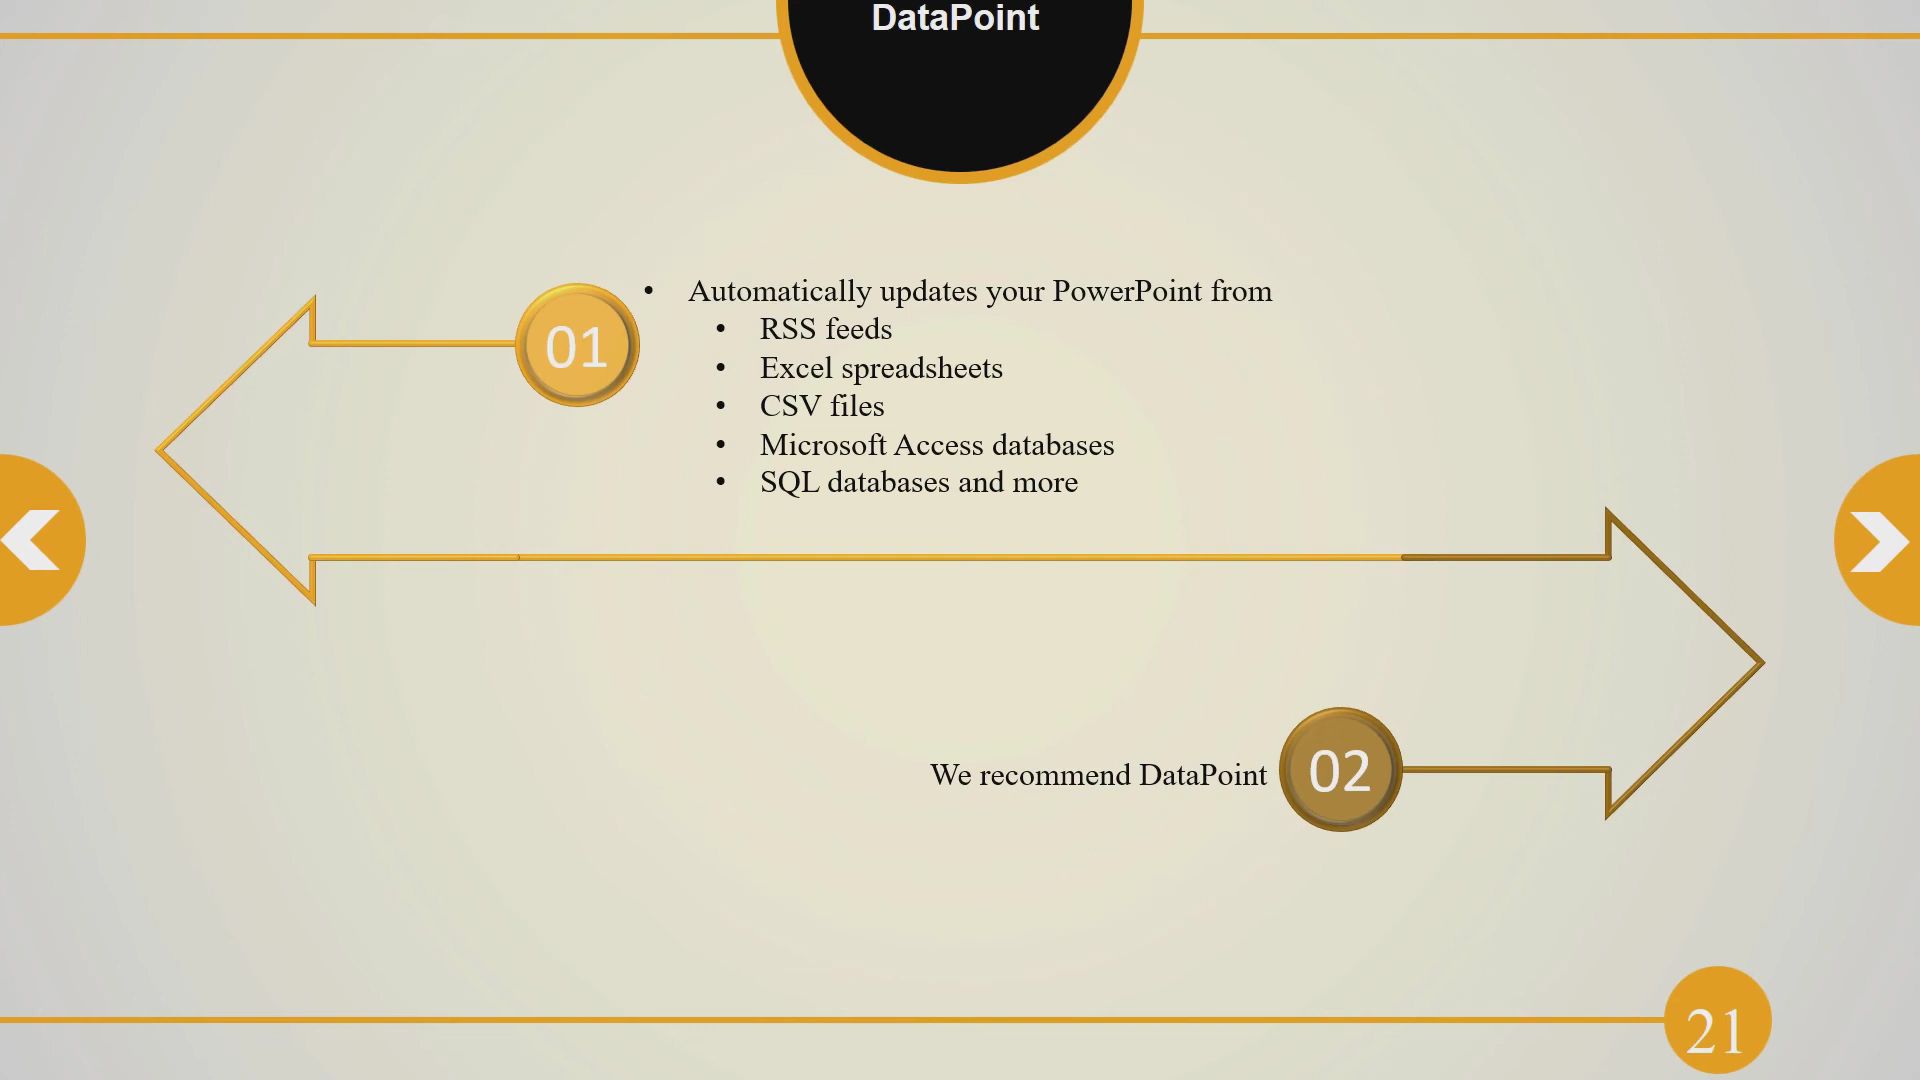 DataPoint
• Automatically updates your PowerPoint from
01
• RSS feeds
• Excel spreadsheets
• CSV files
• Microsoft Access databases
• SQL databases and more
We recommend DataPoint
02
21